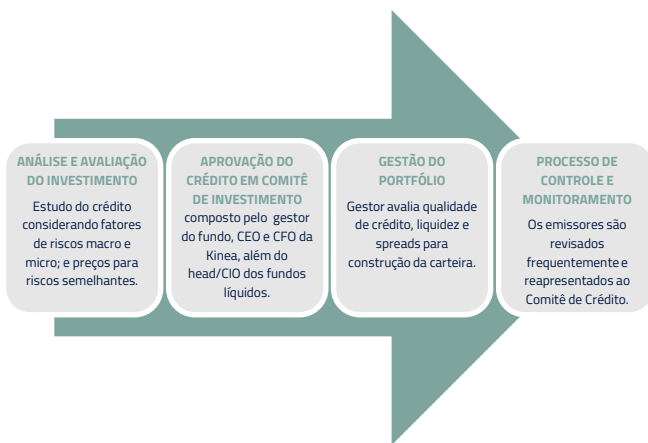 ANÁLISE E AVALIAÇÃO
DO INVESTIMENTO
Estudo do crédito
considerando fatores
de riscos macro e
micro; e preços para
riscos semelhantes.
APROVAÇÃO DO
CRÉDITO EM COMITÊ
DE INVESTIMENTO
composto pelo gestor
do fundo, CEO e CFO da
Kinea, além do
head/CIO dos fundos
líquidos.
GESTÃO DO
PORTFÓLIO
Gestor avalia qualidade
de crédito, liquidez e
spreads para
construção da carteira.
PROCESSO DE
CONTROLE E
MONITORAMENTO
Os emissores são
revisados
frequentemente e
reapresentados ao
Comitê de Crédito.